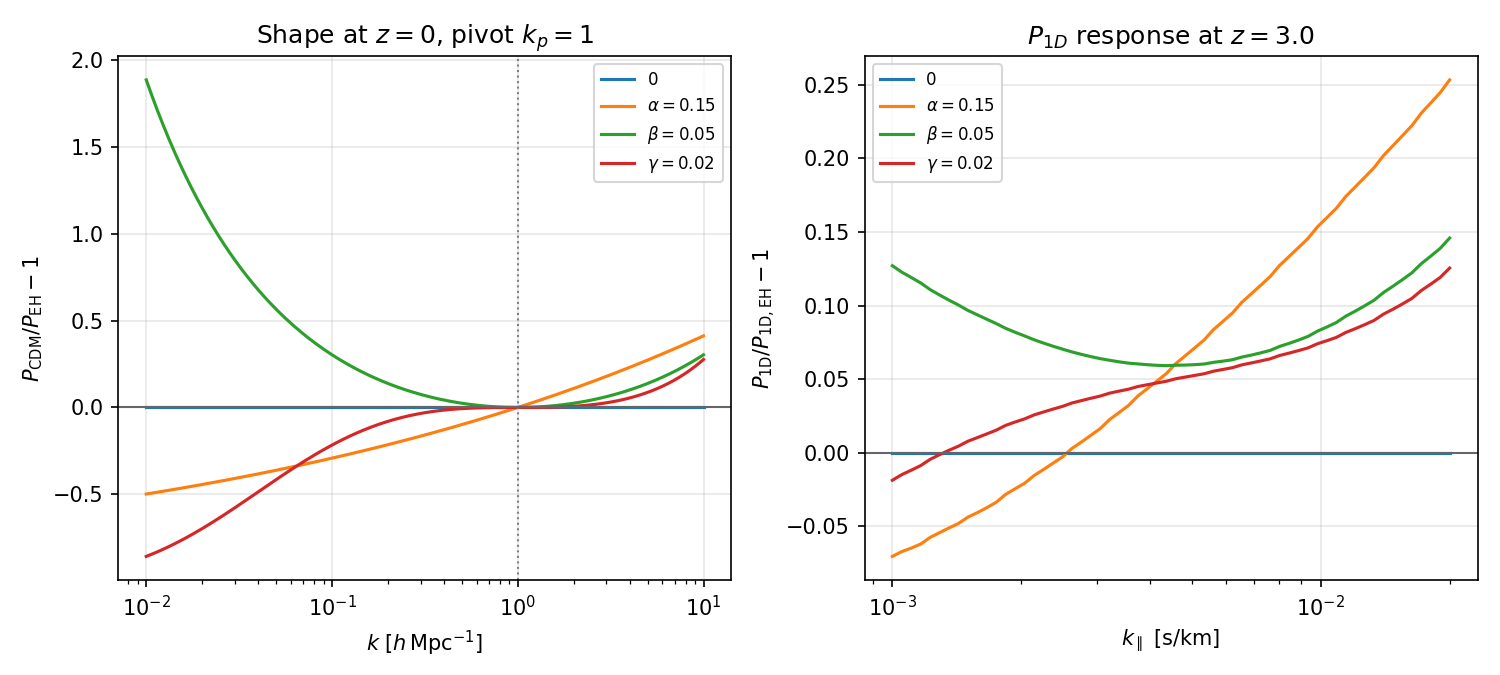 Shape at z = 0, pivot k_p = 1
P_CDM/P_EH − 1
2.0
1.5
1.0
0.5
0.0
−0.5
10^−2
10^−1
10^0
10^1
k [h Mpc^−1]
0
α = 0.15
β = 0.05
γ = 0.02
P_1D response at z = 3.0
P_1D/P_1D, EH − 1
0.25
0.20
0.15
0.10
0.05
0.00
−0.05
10^−3
10^−2
k_∥ [s/km]
0
α = 0.15
β = 0.05
γ = 0.02